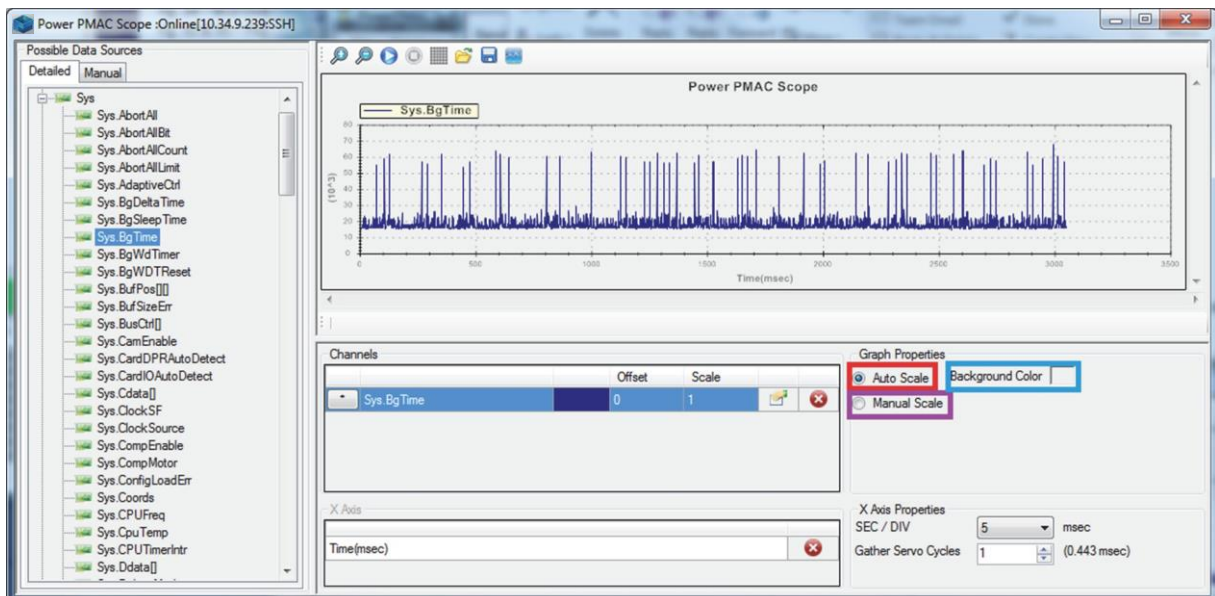 Power PMAC Scope :Online[10.34.9.239:SSH]
Possible Data Sources
Detailed Manual
Sys
Sys.AbortAll
Sys.AbortAllBit
Sys.AbortAllCount
Sys.AbortAllLimit
Sys.AdaptiveCtrl
Sys.BgDeltaTime
Sys.BgSleepTime
Sys.BgTime
Sys.BgWdTimer
Sys.BgWDTReset
Sys.BufPos[][]
Sys.BufSizeErr
Sys.BusCtrl[]
Sys.CamEnable
Sys.CardDPRAutoDetect
Sys.CardIOAutoDetect
Sys.Cdata[]
Sys.ClockSF
Sys.ClockSource
Sys.CompEnable
Sys.CompMotor
Sys.ConfigLoadErr
Sys.Coords
Sys.CPUFreq
Sys.CpuTemp
Sys.CPUTimerIntr
Sys.Ddata[]
Power PMAC Scope
Sys.BgTime
(10^3)
80
70
60
50
40
30
20
10
0
0 500 1000 1500 2000 2500 3000 3500
Time(msec)
Channels
Offset Scale
Sys.BgTime 0 1
X Axis
Time(msec)
Graph Properties
Auto Scale Background Color
Manual Scale
X Axis Properties
SEC / DIV 5 msec
Gather Servo Cycles 1 (0.443 msec)